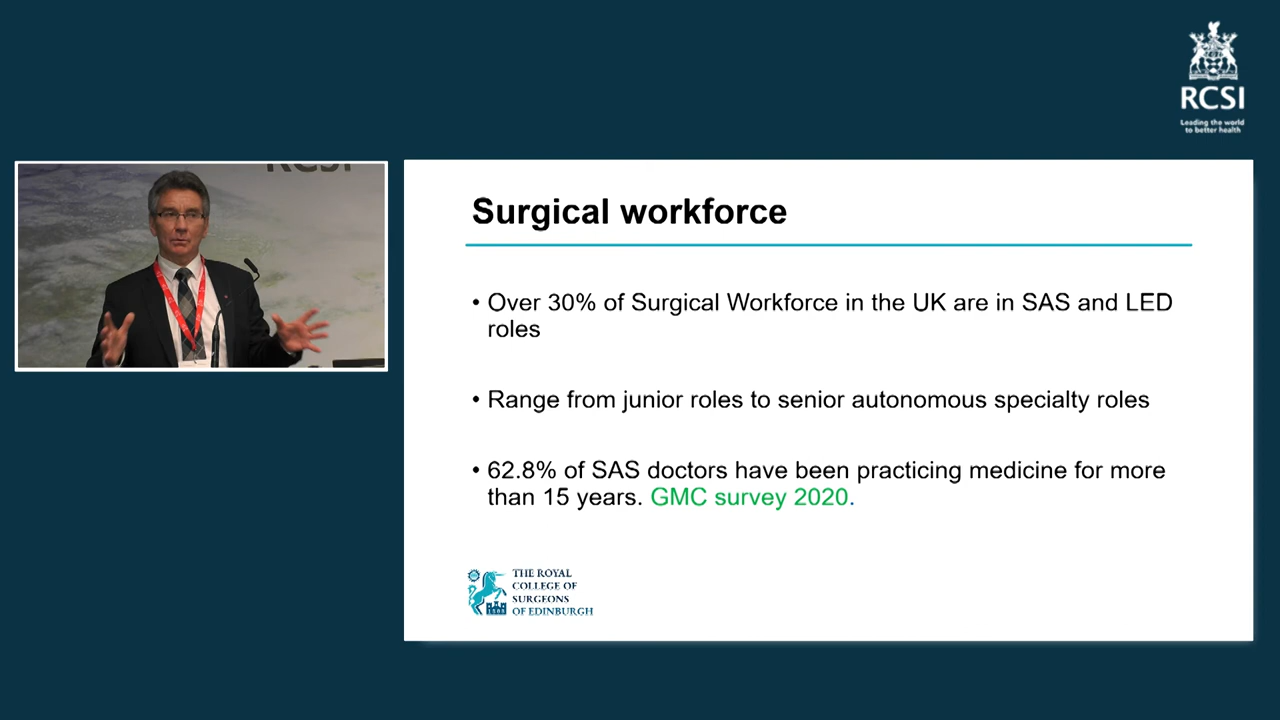 RCSI
Leading the world
to better health
RCSI
Surgical workforce
• Over 30% of Surgical Workforce in the UK are in SAS and LED
roles
• Range from junior roles to senior autonomous specialty roles
• 62.8% of SAS doctors have been practicing medicine for more
than 15 years. GMC survey 2020.
THE ROYAL
COLLEGE OF
SURGEONS
OF EDINBURGH